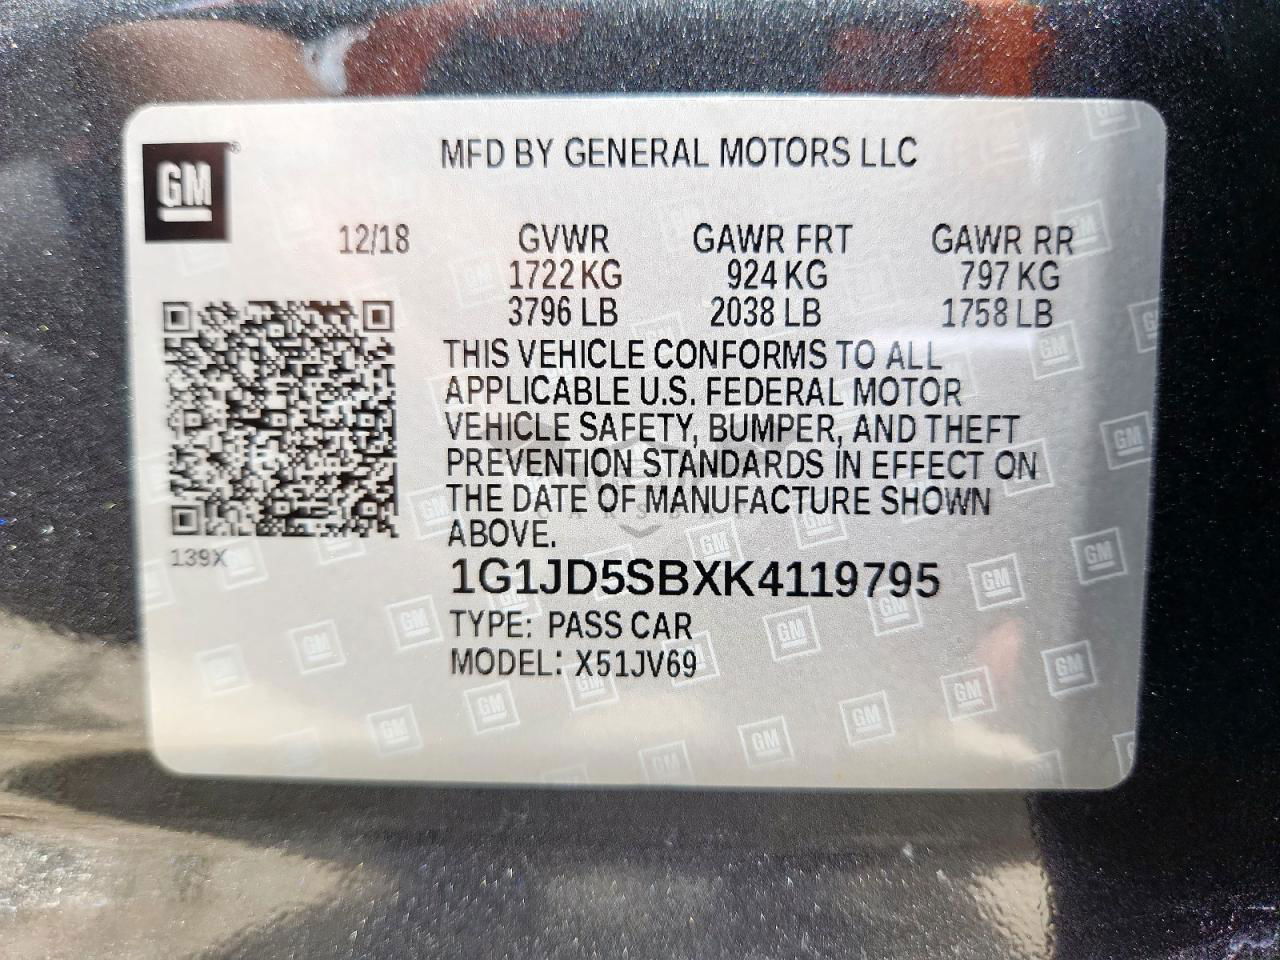 GM
MFD BY GENERAL MOTORS LLC
12/18 GVWR GAWR FRT GAWR RR
1722 KG 924 KG 797 KG
3796 LB 2038 LB 1758 LB
THIS VEHICLE CONFORMS TO ALL
APPLICABLE U.S. FEDERAL MOTOR
VEHICLE SAFETY, BUMPER, AND THEFT
PREVENTION STANDARDS IN EFFECT ON
THE DATE OF MANUFACTURE SHOWN
ABOVE.
139X
1G1JD5SBXK4119795
TYPE: PASS CAR
MODEL: X51JV69